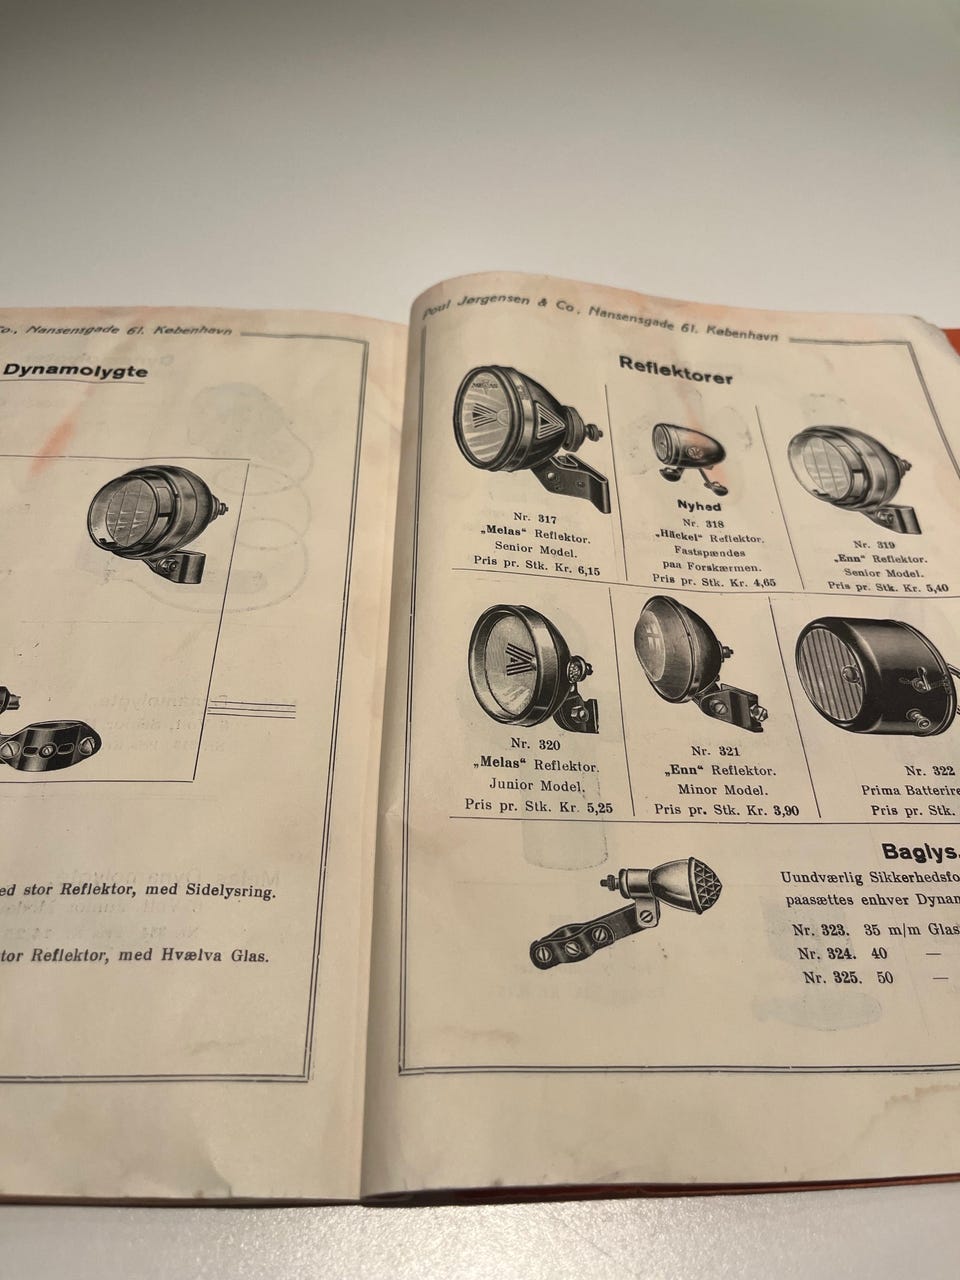 Co., Nansensgade 61. København
Dynamolygte
stor Reflektor, med Sidelysring.
Reflektor, med Hvælva Glas.
Poul Jørgensen & Co., Nansensgade 61. København
Reflektorer
MELAS
Nr. 317
„Melas“ Reflektor.
Senior Model.
Pris pr. Stk. Kr. 6,15
Nyhed
Nr. 318
„Häckel“ Reflektor.
Fastspændes
paa Forskærmen.
Pris pr. Stk. Kr. 4,65
Nr. 319
„Enn“ Reflektor.
Senior Model.
Pris pr. Stk. Kr. 5,40
Nr. 320
„Melas“ Reflektor.
Junior Model.
Pris pr. Stk. Kr. 5,25
Nr. 321
„Enn“ Reflektor.
Minor Model.
Pris pr. Stk. Kr. 3,90
Nr. 322
Prima
Pris pr. Stk.
Baglys.
Uundværlig
paasættes enhver
Nr. 323. 35 m/m Glas
Nr. 324. 40 —
Nr. 325. 50 —